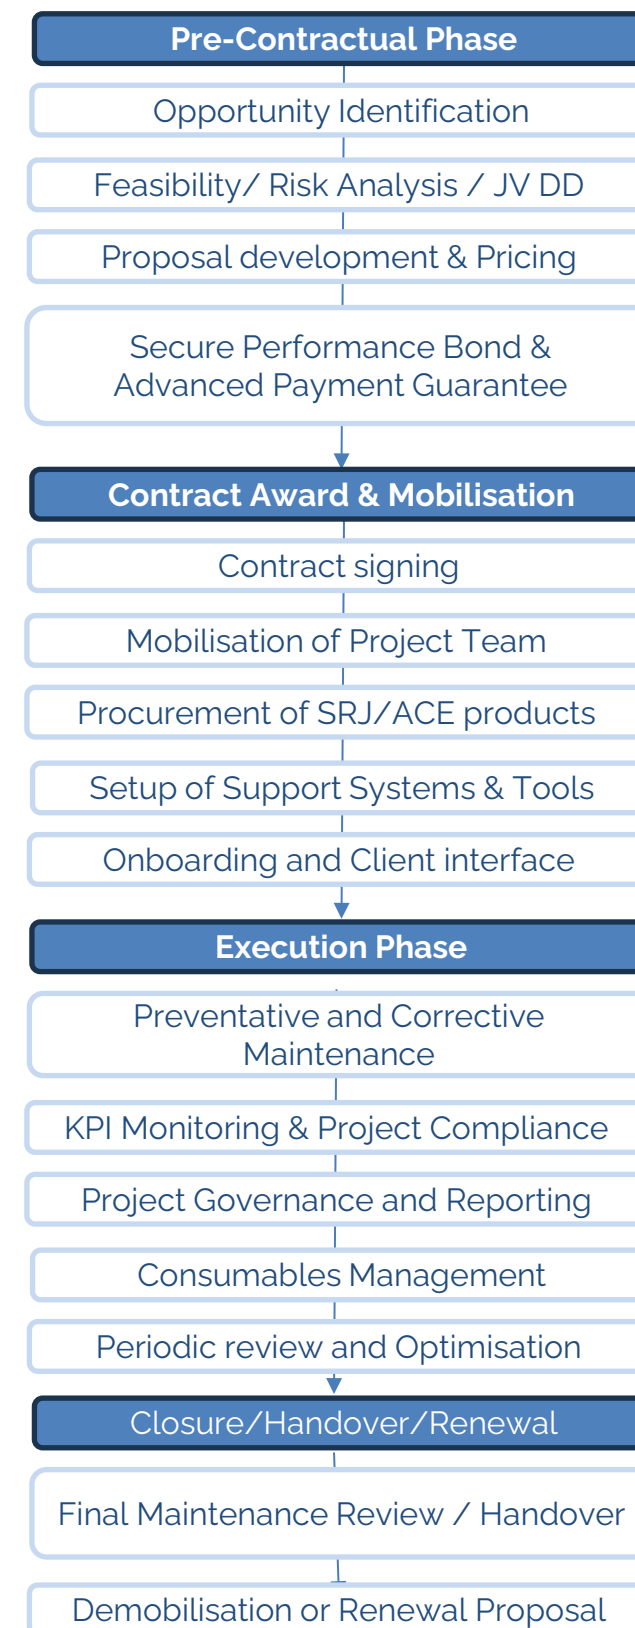 Pre-Contractual Phase
Opportunity Identification
Feasibility/ Risk Analysis / JV DD
Proposal development & Pricing
Secure Performance Bond &
Advanced Payment Guarantee
Contract Award & Mobilisation
Contract signing
Mobilisation of Project Team
Procurement of SRJ/ACE products
Setup of Support Systems & Tools
Onboarding and Client interface
Execution Phase
Preventative and Corrective
Maintenance
KPI Monitoring & Project Compliance
Project Governance and Reporting
Consumables Management
Periodic review and Optimisation
Closure/Handover/Renewal
Final Maintenance Review / Handover
Demobilisation or Renewal Proposal